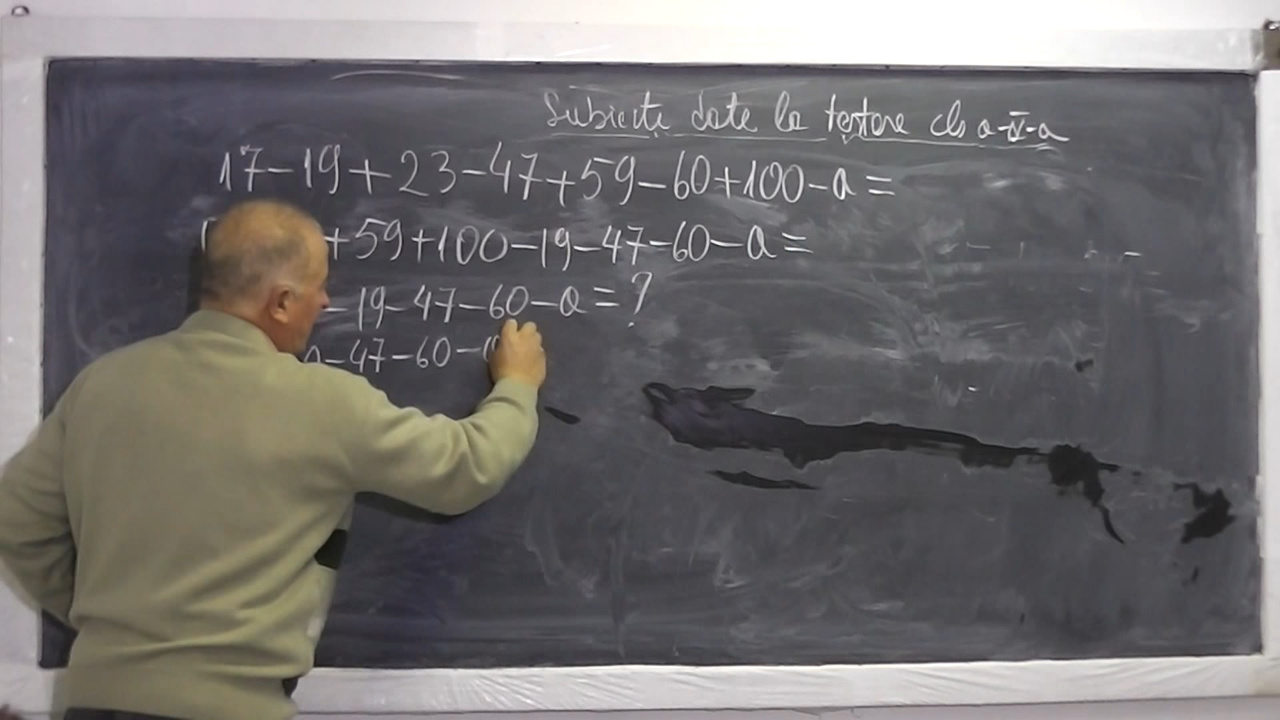 Subiecte date la testare cls a-V-a
17-19+23-47+59-60+100-a=
+59+100-19-47-60-a=
-19-47-60-a=?
-47-60-